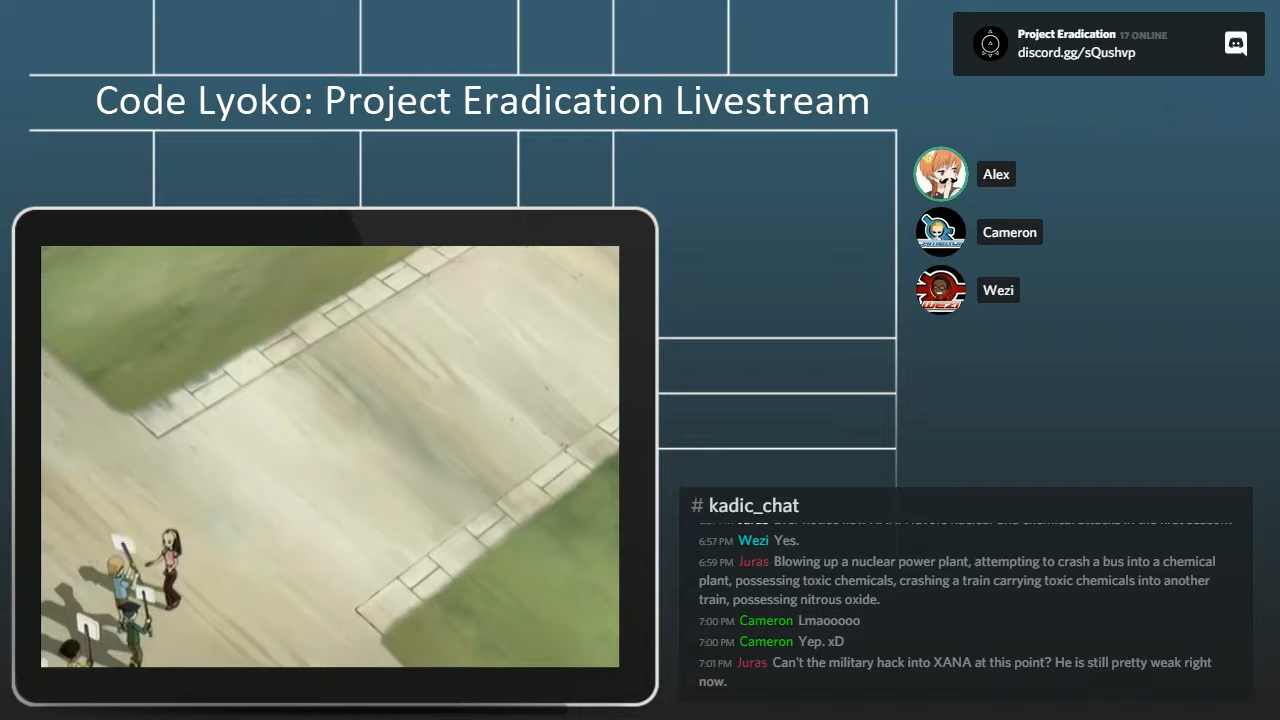 Project Eradication 17 ONLINE
discord.gg/sQushvp
Code Lyoko: Project Eradication Livestream
Alex
Cameron
Wezi
WEZI
# kadic_chat
6:57 PM Wezi Yes.
6:59 PM Juras Blowing up a nuclear power plant, attempting to crash a bus into a chemical
plant, possessing toxic chemicals, crashing a train carrying toxic chemicals into another
train, possessing nitrous oxide.
7:00 PM Cameron Lmaooooo
7:00 PM Cameron Yep. xD
7:01 PM Juras Can't the military hack into XANA at this point? He is still pretty weak right
now.